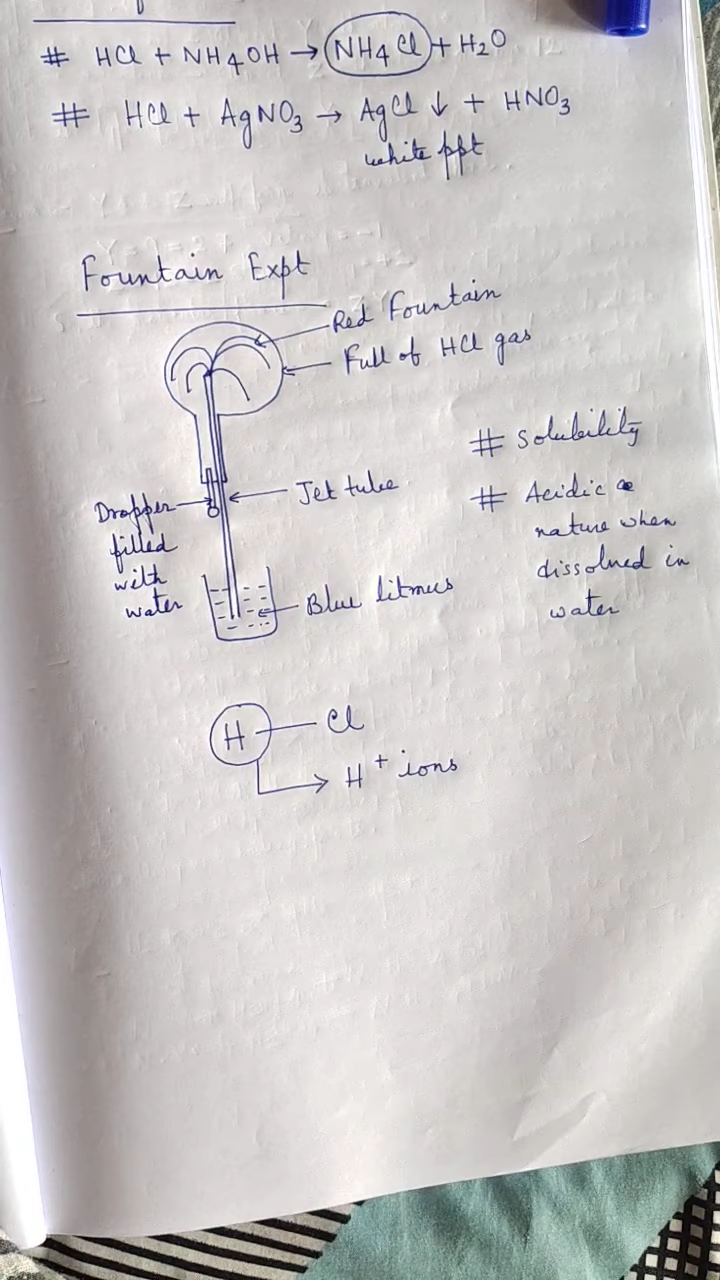 # HCl + NH4OH → NH4Cl + H2O
# HCl + AgNO3 → AgCl ↓ + HNO3
white ppt
Fountain Expt
Red Fountain
Full of HCl gas
# Solubility
# Acidic
nature when
dissolved in
water
Dropper
filled
with
water
Jet tube
Blue litmus
H — Cl
H+ ions